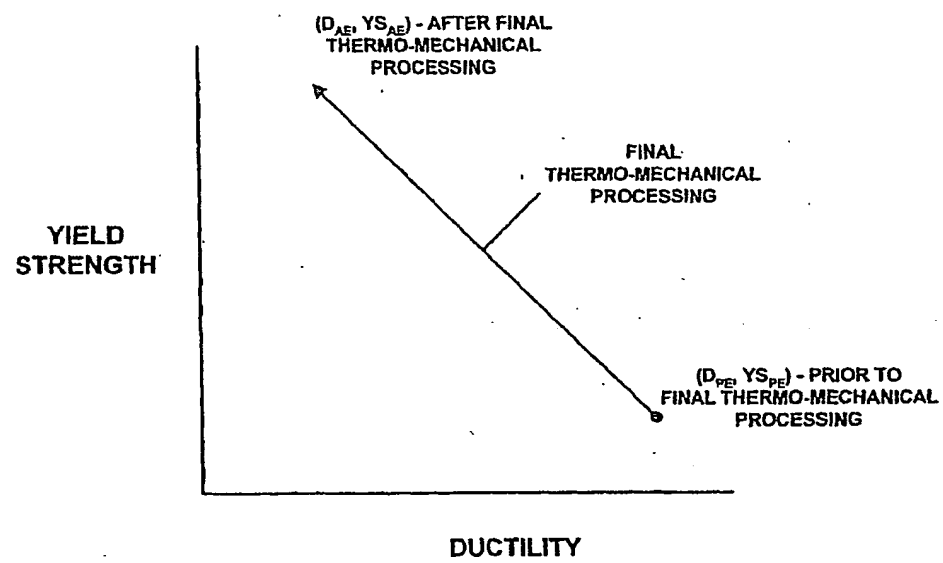 (D_AE, YS_AE) - AFTER FINAL
THERMO-MECHANICAL
PROCESSING
FINAL
THERMO-MECHANICAL
PROCESSING
YIELD
STRENGTH
(D_PE, YS_PE) - PRIOR TO
FINAL THERMO-MECHANICAL
PROCESSING
DUCTILITY